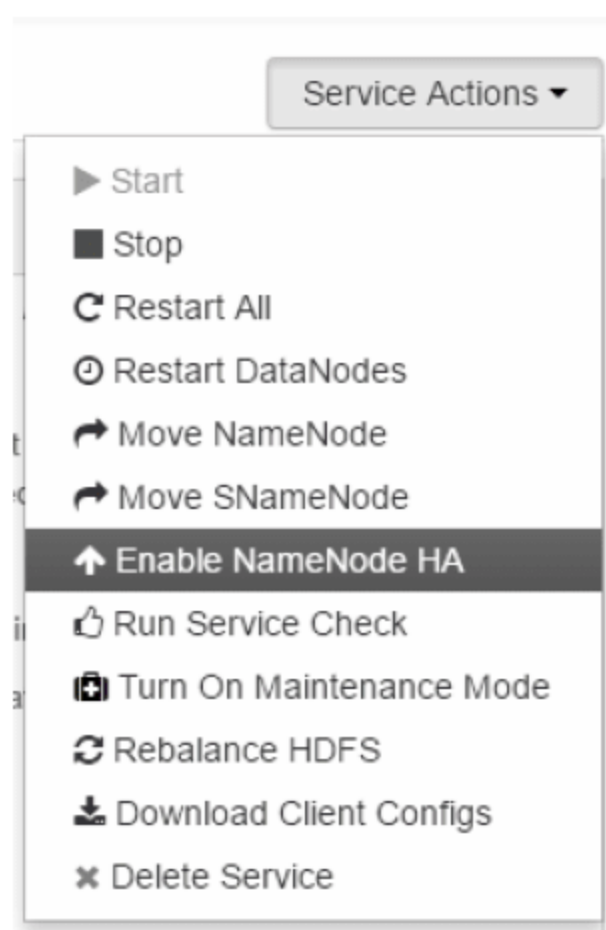 Service Actions
Start
Stop
Restart All
Restart DataNodes
Move NameNode
Move SNameNode
Enable NameNode HA
Run Service Check
Turn On Maintenance Mode
Rebalance HDFS
Download Client Configs
Delete Service